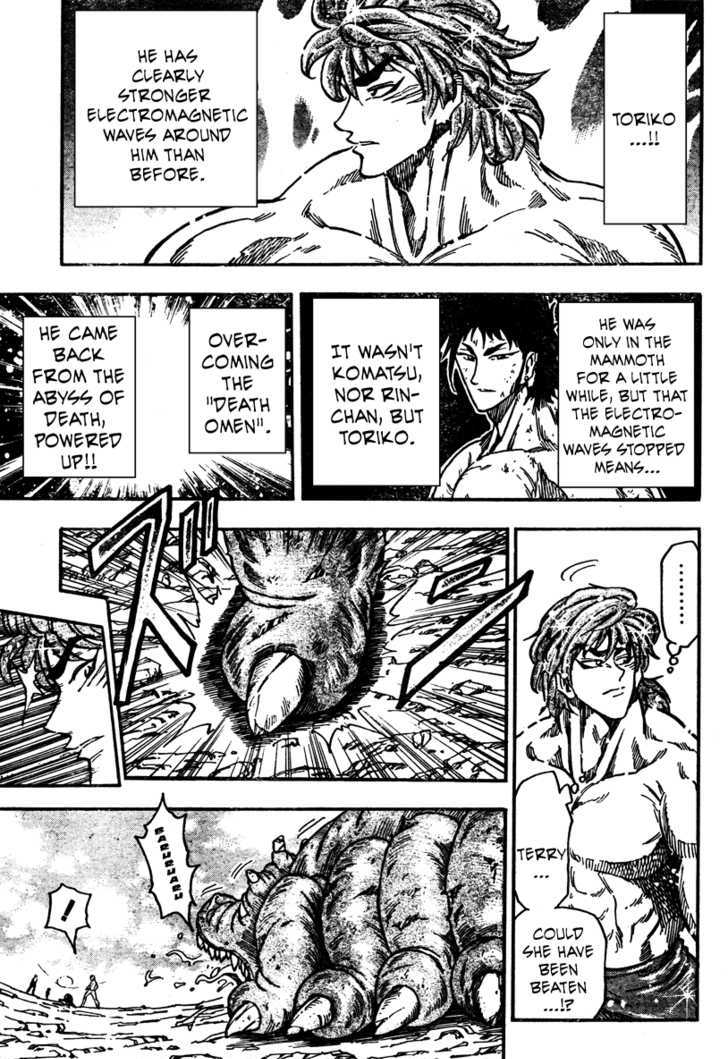 TORIKO
...!!
HE HAS
CLEARLY
STRONGER
ELECTROMAGNETIC
WAVES AROUND
HIM THAN
BEFORE.
HE WAS
ONLY IN THE
MAMMOTH
FOR A LITTLE
WHILE, BUT THAT
THE ELECTRO-
MAGNETIC
WAVES STOPPED
MEANS...
IT WASN'T
KOMATSU,
NOR RIN-
CHAN, BUT
TORIKO.
OVER-
COMING
THE
"DEATH
OMEN".
HE CAME
BACK
FROM THE
ABYSS OF
DEATH,
POWERED
UP!!
........
TERRY
...
COULD
SHE HAVE
BEEN
BEATEN
...!?
ズン
BARURUARU
!